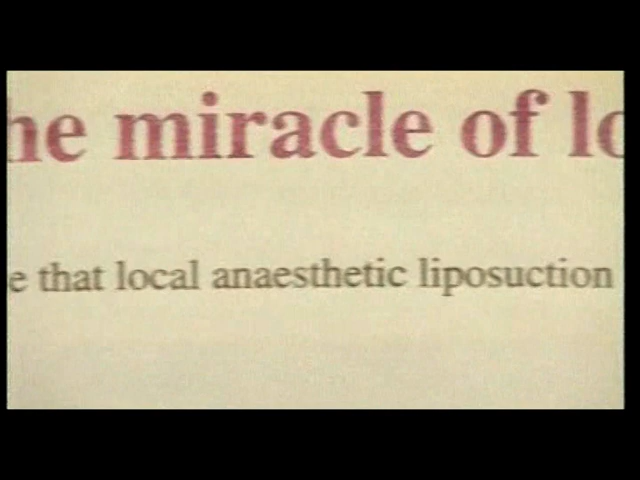 he miracle of lo
e that local anaesthetic liposuction